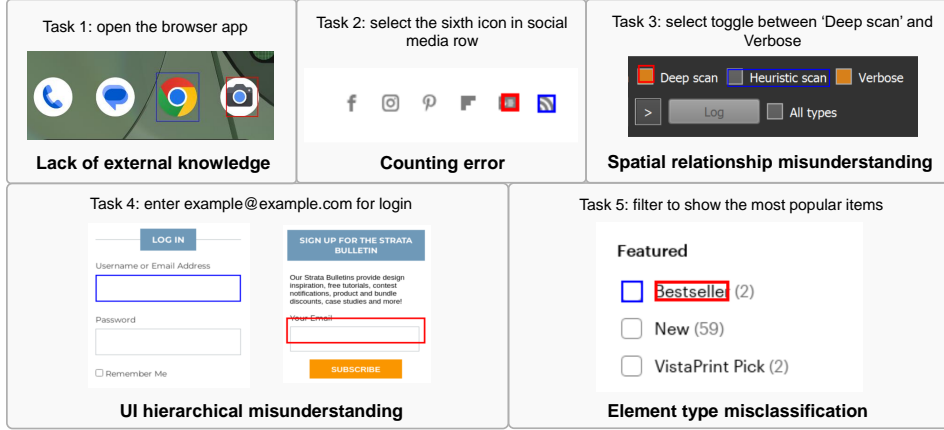 Task 1: open the browser app
Lack of external knowledge
Task 2: select the sixth icon in social
media row
Counting error
Task 3: select toggle between ‘Deep scan’ and
Verbose
Deep scan Heuristic scan Verbose
> Log All types
Spatial relationship misunderstanding
Task 4: enter example@example.com for login
LOG IN
Username or Email Address
Password
Remember Me
SIGN UP FOR THE STRATA
BULLETIN
Our Strata Bulletins provide design
inspiration, free tutorials, contest
notifications, product and bundle
discounts, case studies and more!
Your Email
SUBSCRIBE
UI hierarchical misunderstanding
Task 5: filter to show the most popular items
Featured
Bestseller (2)
New (59)
VistaPrint Pick (2)
Element type misclassification